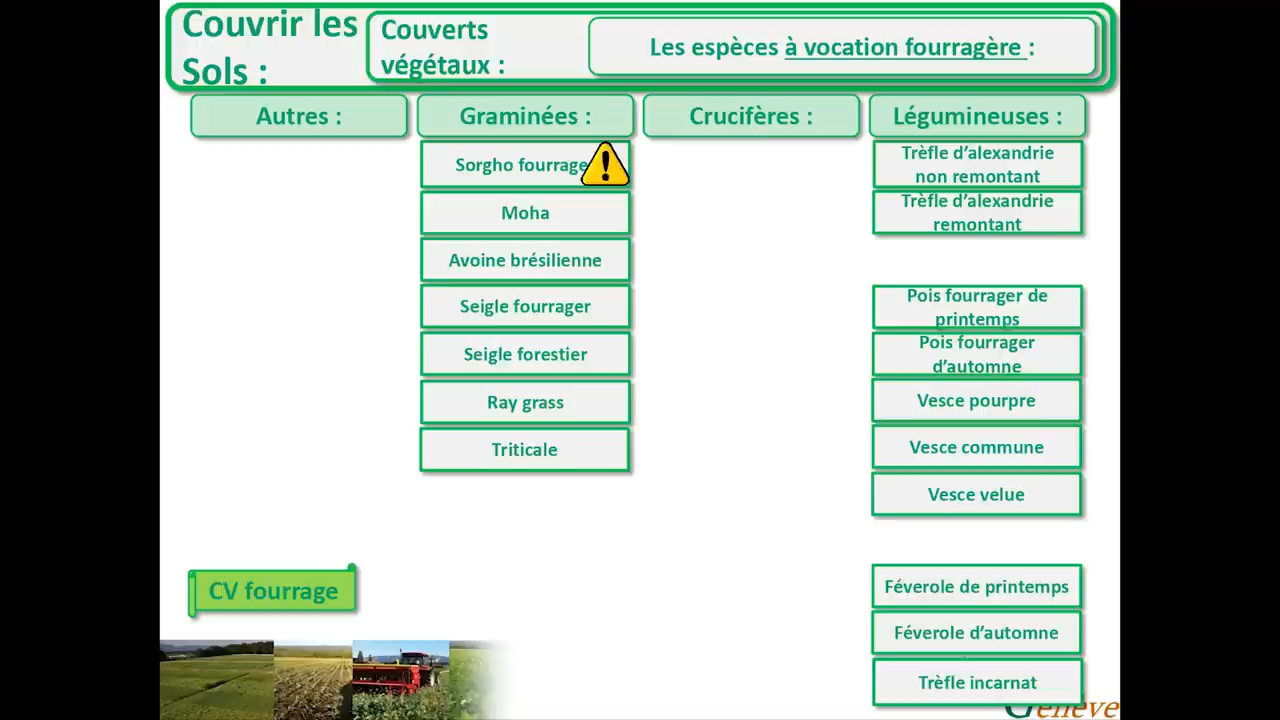 Couvrir les
Sols :
Couverts
végétaux :
Les espèces à vocation fourragère :
Autres :
Graminées :
Crucifères :
Légumineuses :
Sorgho fourrage
Moha
Avoine brésilienne
Seigle fourrager
Seigle forestier
Ray grass
Triticale
Trèfle d’alexandrie
non remontant
Trèfle d’alexandrie
remontant
Pois fourrager de
printemps
Pois fourrager
d’automne
Vesce pourpre
Vesce commune
Vesce velue
Féverole de printemps
Féverole d’automne
Trèfle incarnat
CV fourrage
Genève